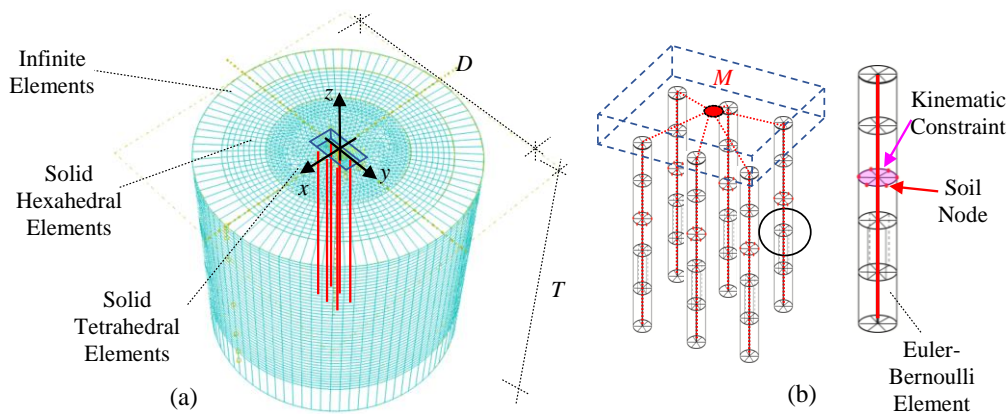 Infinite
Elements
Solid
Hexahedral
Elements
Solid
Tetrahedral
Elements
(a)
D
z
x
y
T
M
(b)
Kinematic
Constraint
Soil
Node
Euler-
Bernoulli
Element